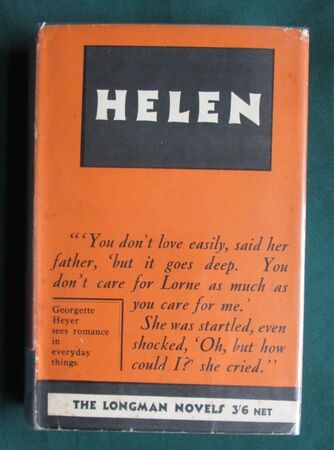 HELEN
"'You don't love easily, said her
father, 'but it goes deep. You
don't care for Lorne as much as
you care for me.'
She was startled, even
shocked, 'Oh, but how
could I?' she cried."
Georgette
Heyer
sees romance
in
everyday
things.
THE LONGMAN NOVELS 3/6 NET